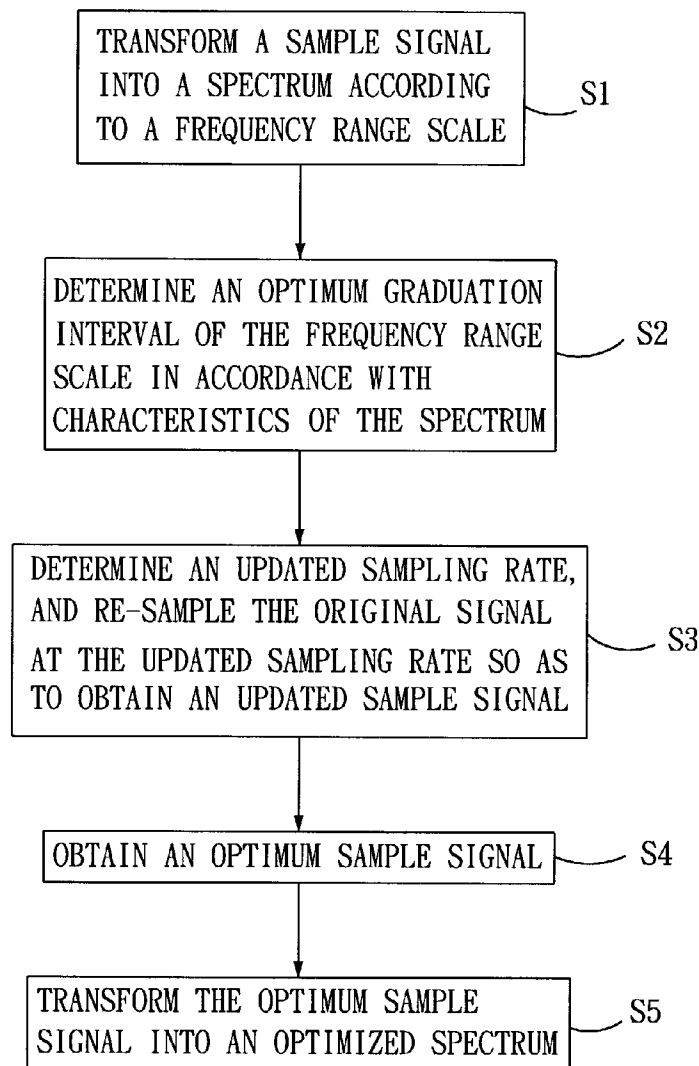 TRANSFORM A SAMPLE SIGNAL
INTO A SPECTRUM ACCORDING
TO A FREQUENCY RANGE SCALE
S1
DETERMINE AN OPTIMUM GRADUATION
INTERVAL OF THE FREQUENCY RANGE
SCALE IN ACCORDANCE WITH
CHARACTERISTICS OF THE SPECTRUM
S2
DETERMINE AN UPDATED SAMPLING RATE,
AND RE-SAMPLE THE ORIGINAL SIGNAL
AT THE UPDATED SAMPLING RATE SO AS
TO OBTAIN AN UPDATED SAMPLE SIGNAL
S3
OBTAIN AN OPTIMUM SAMPLE SIGNAL
S4
TRANSFORM THE OPTIMUM SAMPLE
SIGNAL INTO AN OPTIMIZED SPECTRUM
S5